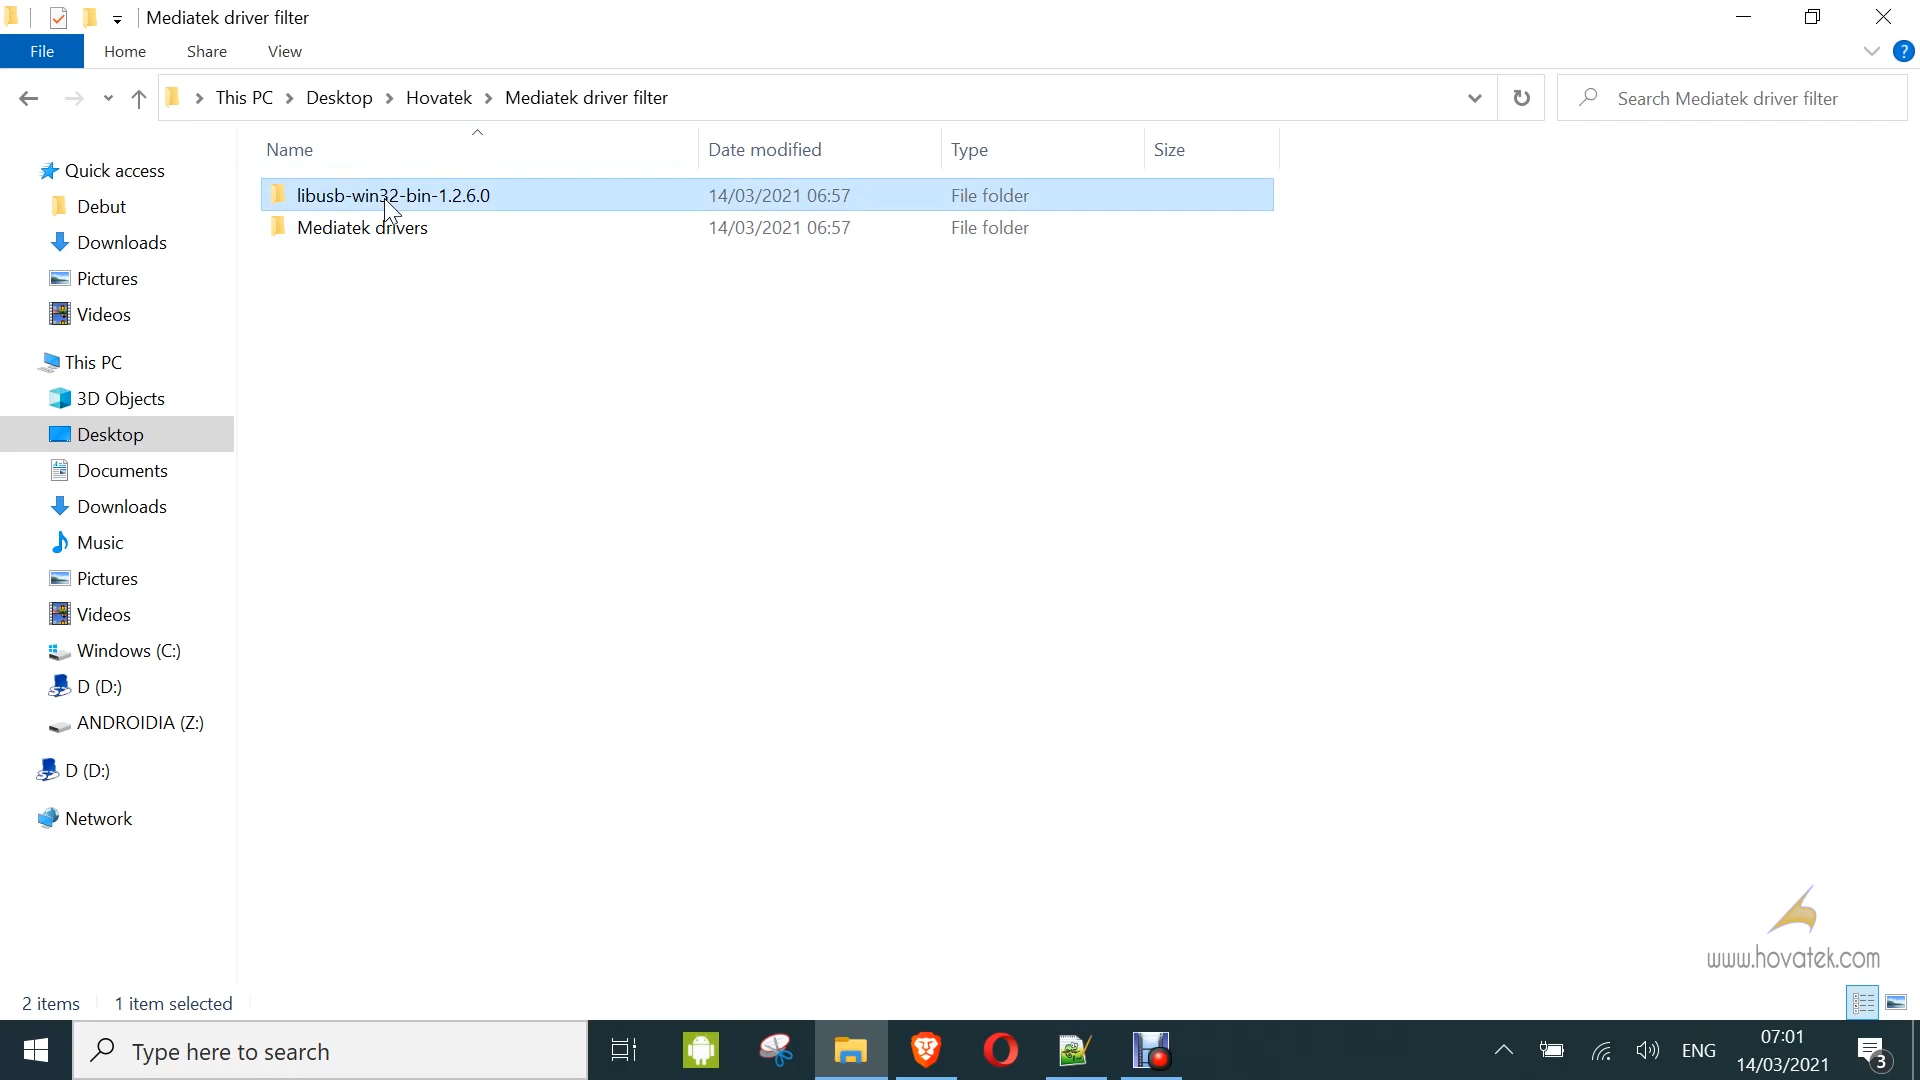 Mediatek driver filter
File Home Share View ?
This PC Desktop Hovatek Mediatek driver filter Search Mediatek driver filter
Name Date modified Type Size
libusb-win32-bin-1.2.6.0 14/03/2021 06:57 File folder
Mediatek drivers 14/03/2021 06:57 File folder
Quick access
Debut
Downloads
Pictures
Videos
This PC
3D Objects
Desktop
Documents
Downloads
Music
Pictures
Videos
Windows (C:)
D (D:)
ANDROIDIA (Z:)
D (D:)
Network
www.hovatek.com
2 items 1 item selected
Type here to search ENG 07:01
14/03/2021
3